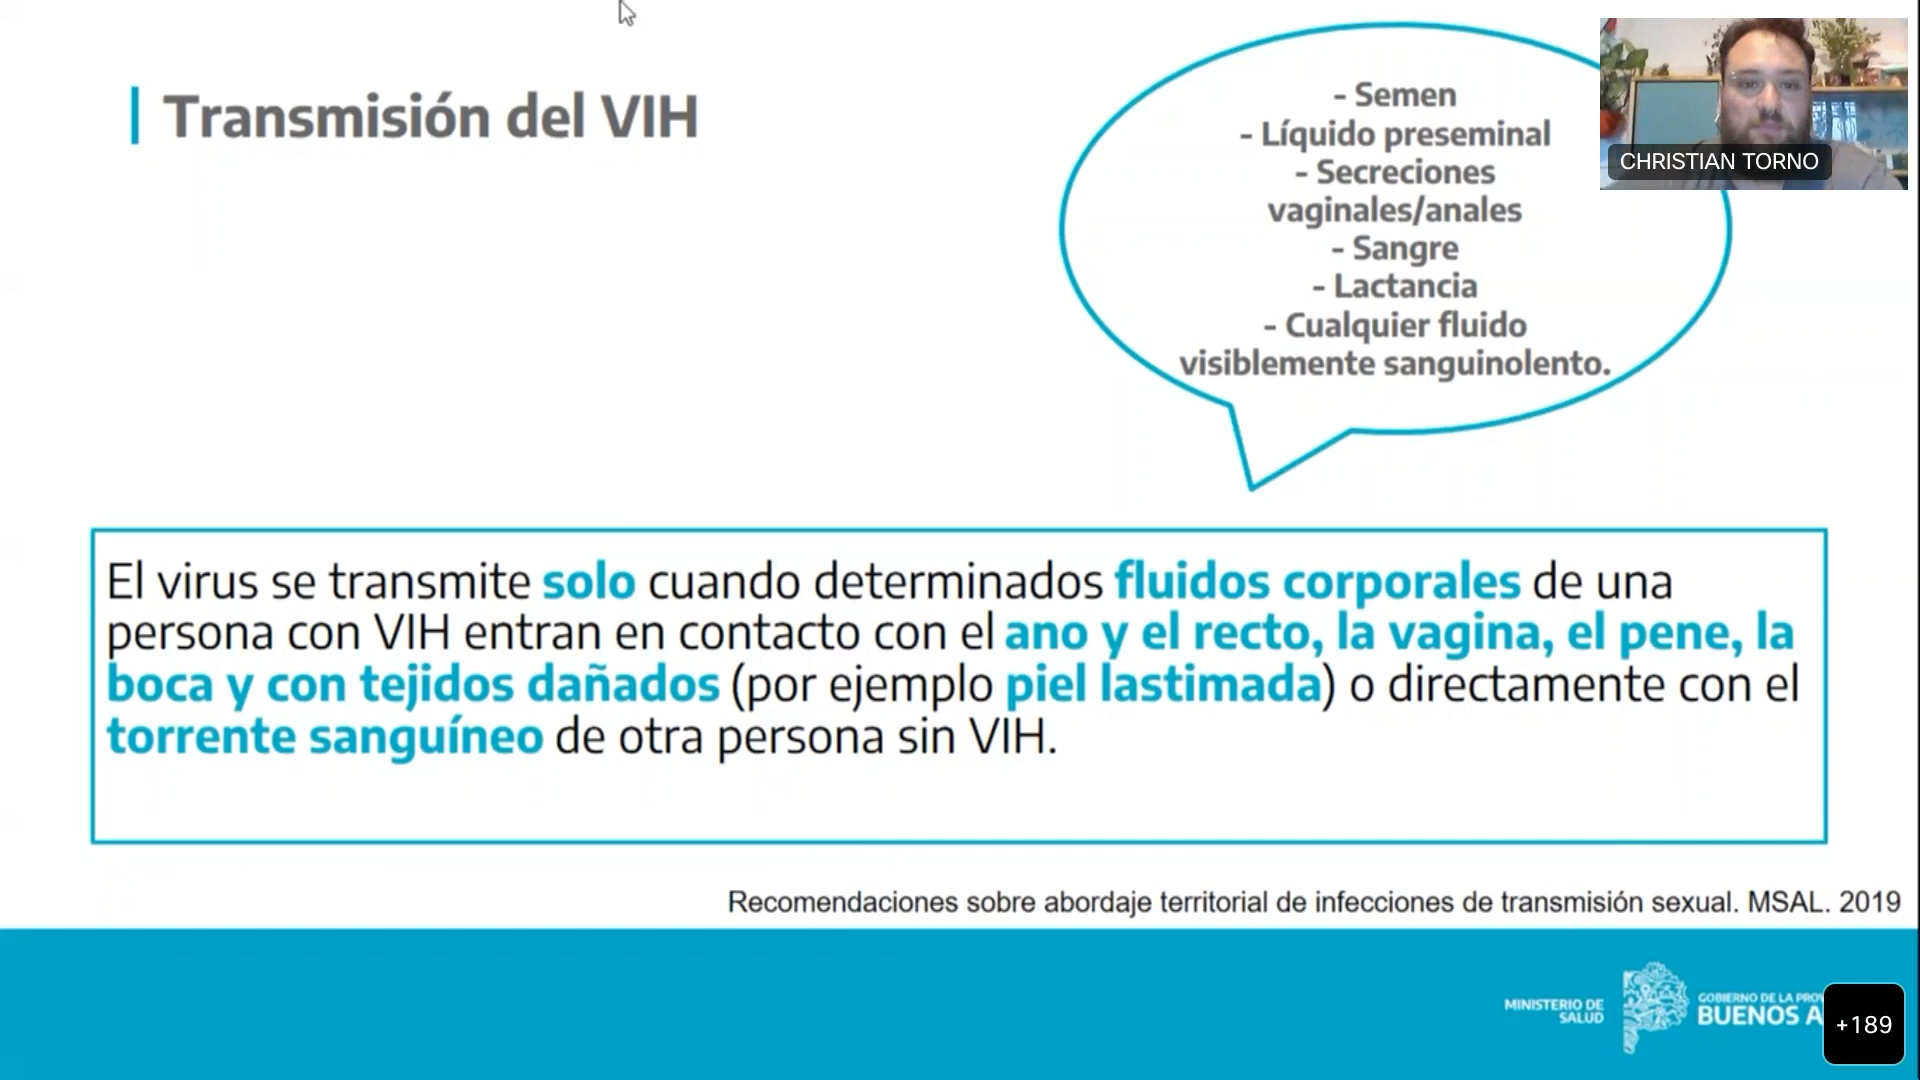 Transmisión del VIH
- Semen
- Líquido preseminal
- Secreciones
vaginales/anales
- Sangre
- Lactancia
- Cualquier fluido
visiblemente sanguinolento.
CHRISTIAN TORNO
El virus se transmite solo cuando determinados fluidos corporales de una
persona con VIH entran en contacto con el ano y el recto, la vagina, el pene, la
boca y con tejidos dañados (por ejemplo piel lastimada) o directamente con el
torrente sanguíneo de otra persona sin VIH.
Recomendaciones sobre abordaje territorial de infecciones de transmisión sexual. MSAL. 2019
MINISTERIO DE
SALUD
GOBIERNO DE LA PROV
BUENOS A
+189